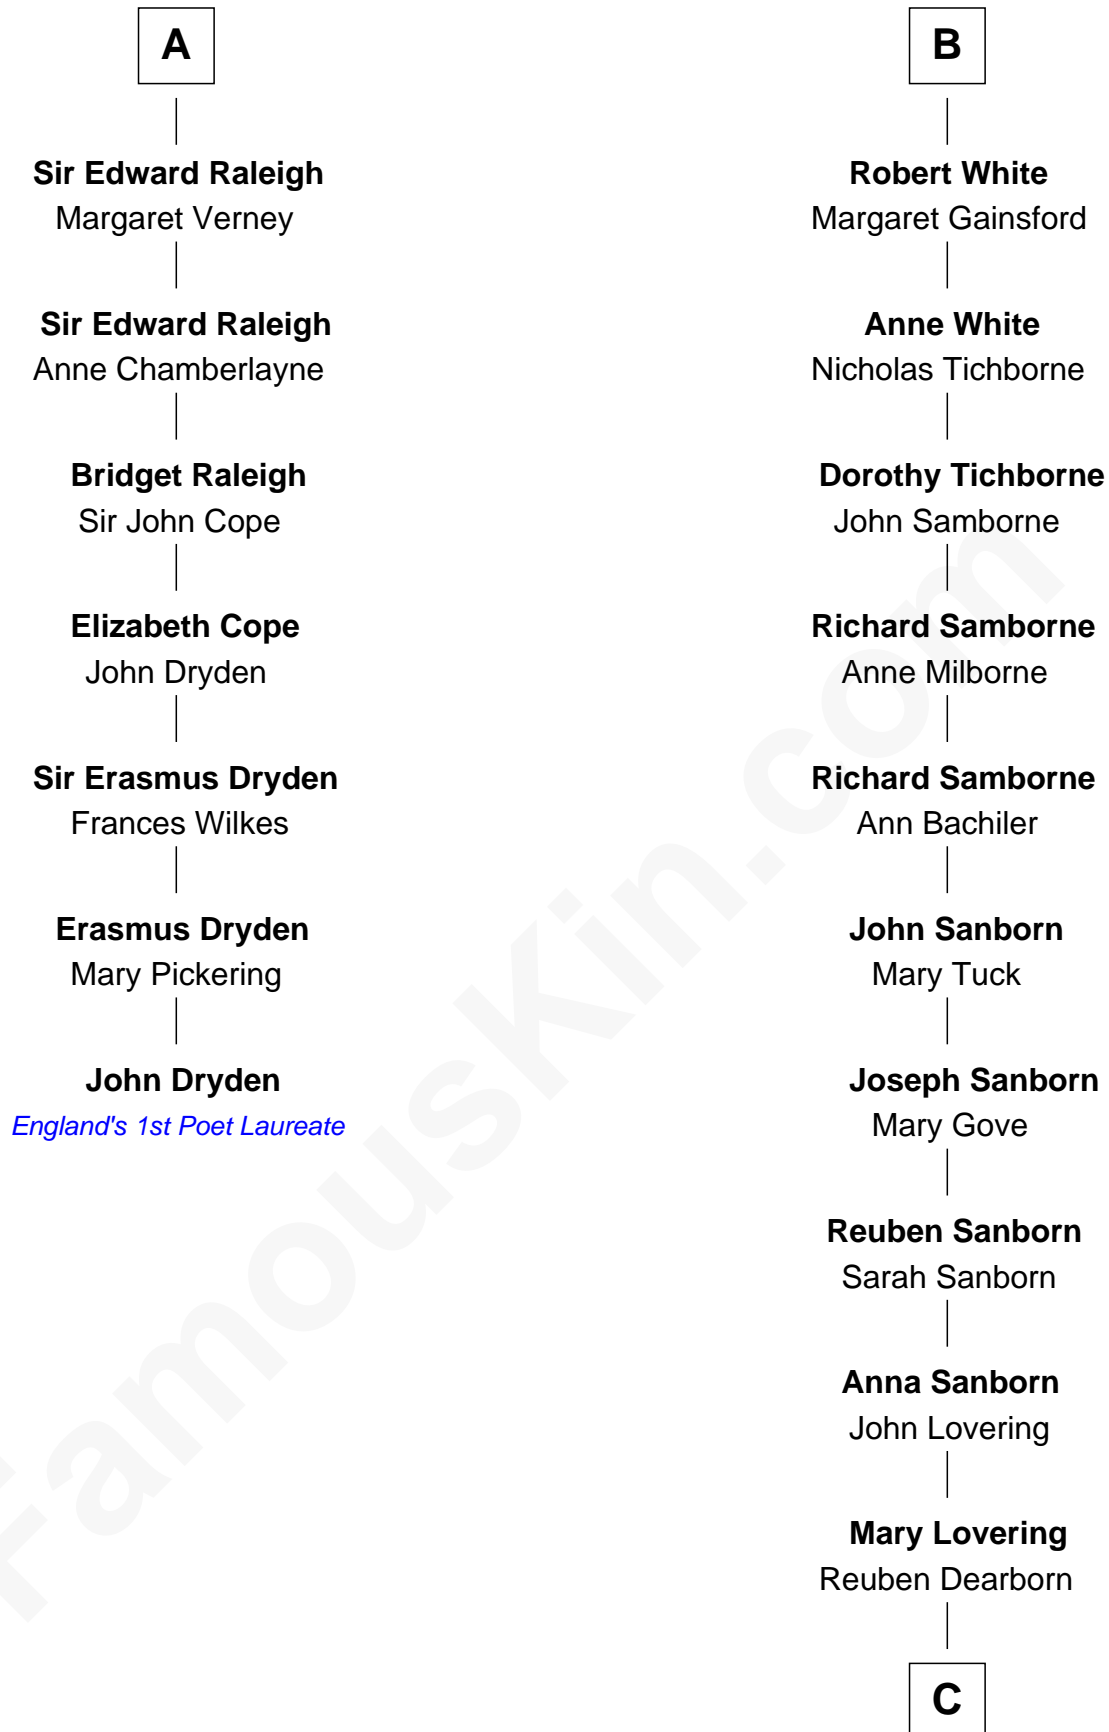 A
Sir Edward Raleigh
Margaret Verney
Sir Edward Raleigh
Anne Chamberlayne
Bridget Raleigh
Sir John Cope
Elizabeth Cope
John Dryden
Sir Erasmus Dryden
Frances Wilkes
Erasmus Dryden
Mary Pickering
John Dryden
England's 1st Poet Laureate
B
Robert White
Margaret Gainsford
Anne White
Nicholas Tichborne
Dorothy Tichborne
John Samborne
Richard Samborne
Anne Milborne
Richard Samborne
Ann Bachiler
John Sanborn
Mary Tuck
Joseph Sanborn
Mary Gove
Reuben Sanborn
Sarah Sanborn
Anna Sanborn
John Lovering
Mary Lovering
Reuben Dearborn
C
FamousKin.com